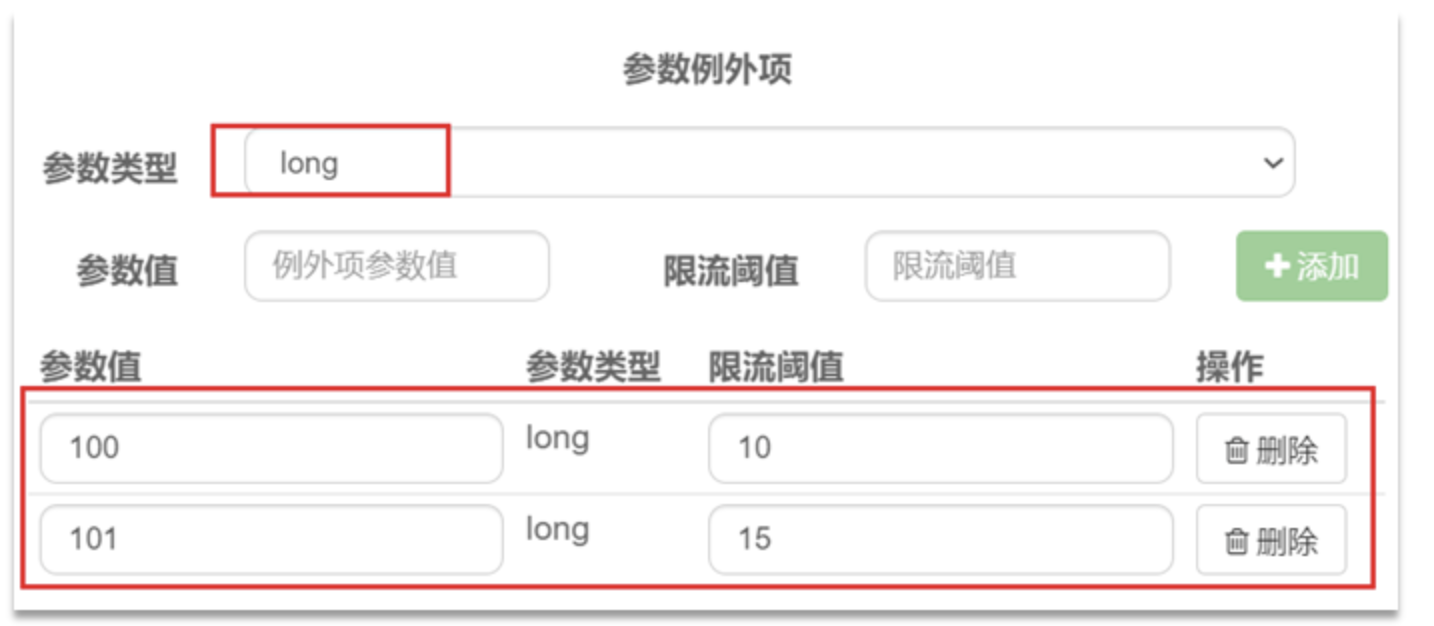 参数例外项
参数类型 long
参数值 例外项参数值 限流阈值 限流阈值 添加
参数值 参数类型 限流阈值 操作
100 long 10 删除
101 long 15 删除